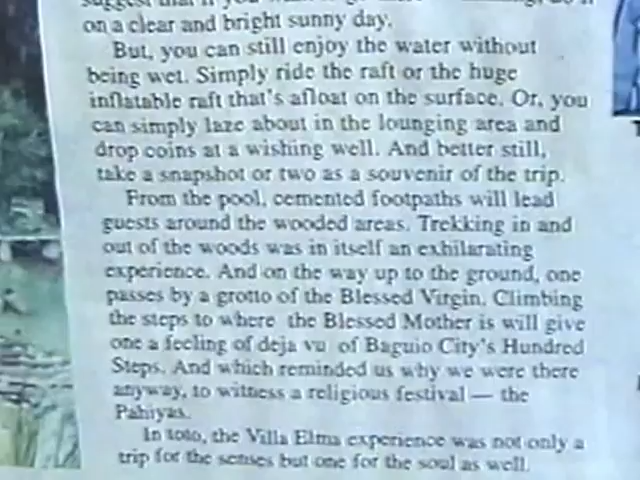 on a clear and bright sunny day.
But, you can still enjoy the water without
being wet. Simply ride the raft or the huge
inflatable raft that's afloat on the surface. Or, you
can simply laze about in the lounging area and
drop coins at a wishing well. And better still,
take a snapshot or two as a souvenir of the trip.
From the pool, cemented footpaths will lead
guests around the wooded areas. Trekking in and
out of the woods was in itself an exhilarating
experience. And on the way up to the ground, one
passes by a grotto of the Blessed Virgin. Climbing
the steps to where the Blessed Mother is will give
one a feeling of deja vu of Baguio City's Hundred
Steps. And which reminded us why we were there
anyway, to witness a religious festival — the
Pahiyas.
In toto, the Villa Elma experience was not only a
trip for the senses but one for the soul as well.